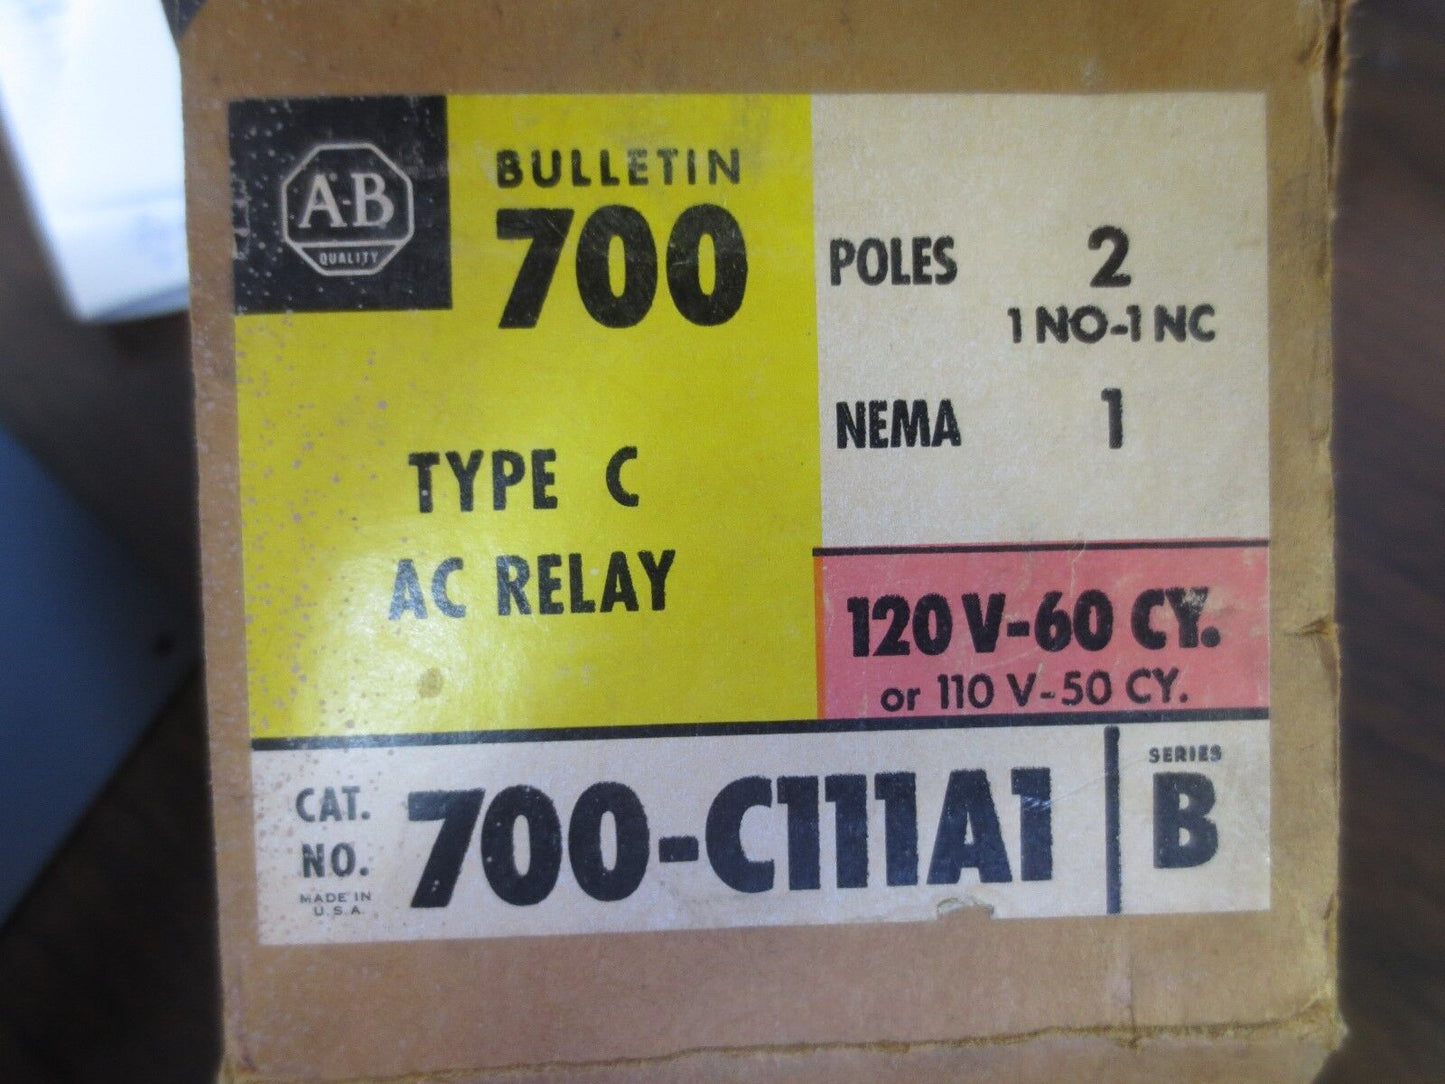 A-B
QUALITY
BULLETIN
700
TYPE C
AC RELAY
POLES 2
1 NO-1 NC
NEMA 1
120 V-60 CY.
or 110 V-50 CY.
CAT. NO. 700-C111A1
MADE IN
U.S.A.
SERIES
B